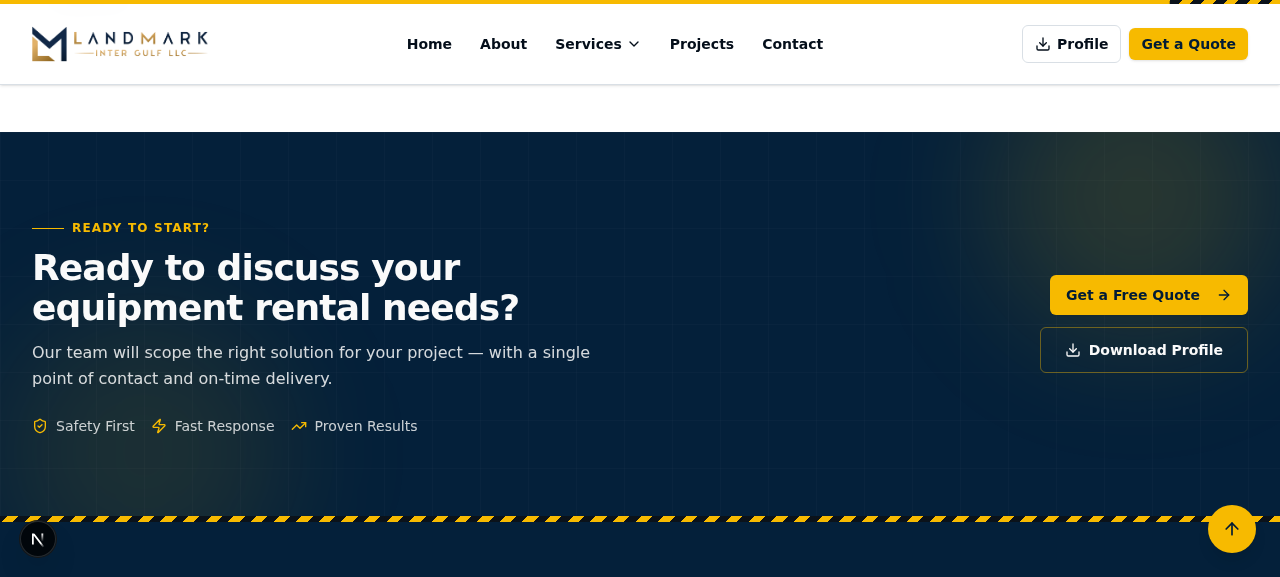 LANDMARK
INTER GULF LLC
Home
About
Services
Projects
Contact
Profile
Get a Quote
READY TO START?
Ready to discuss your
equipment rental needs?
Our team will scope the right solution for your project — with a single
point of contact and on-time delivery.
Safety First
Fast Response
Proven Results
Get a Free Quote
Download Profile
N